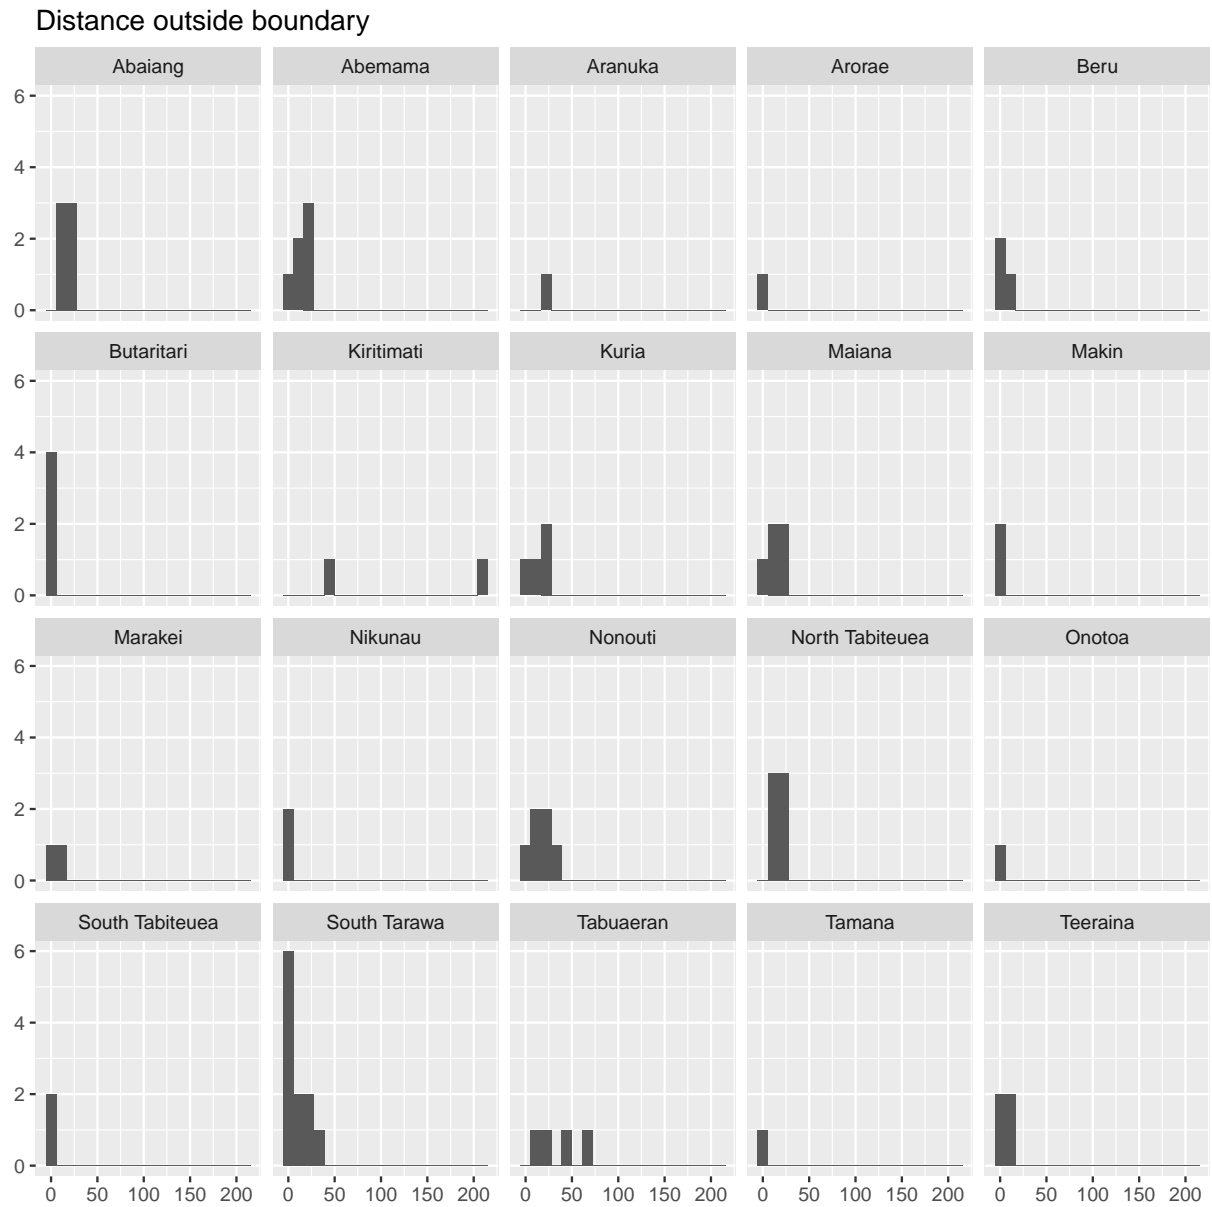 Distance outside boundary
Abaiang Abemama Aranuka Arorae Beru
6
4
2
0
Butaritari Kiritimati Kuria Maiana Makin
6
4
2
0
Marakei Nikunau Nonouti North Tabiteuea Onotoa
6
4
2
0
South Tabiteuea South Tarawa Tabuaeran Tamana Teeraina
6
4
2
0
0 50 100 150 200 0 50 100 150 200 0 50 100 150 200 0 50 100 150 200 0 50 100 150 200